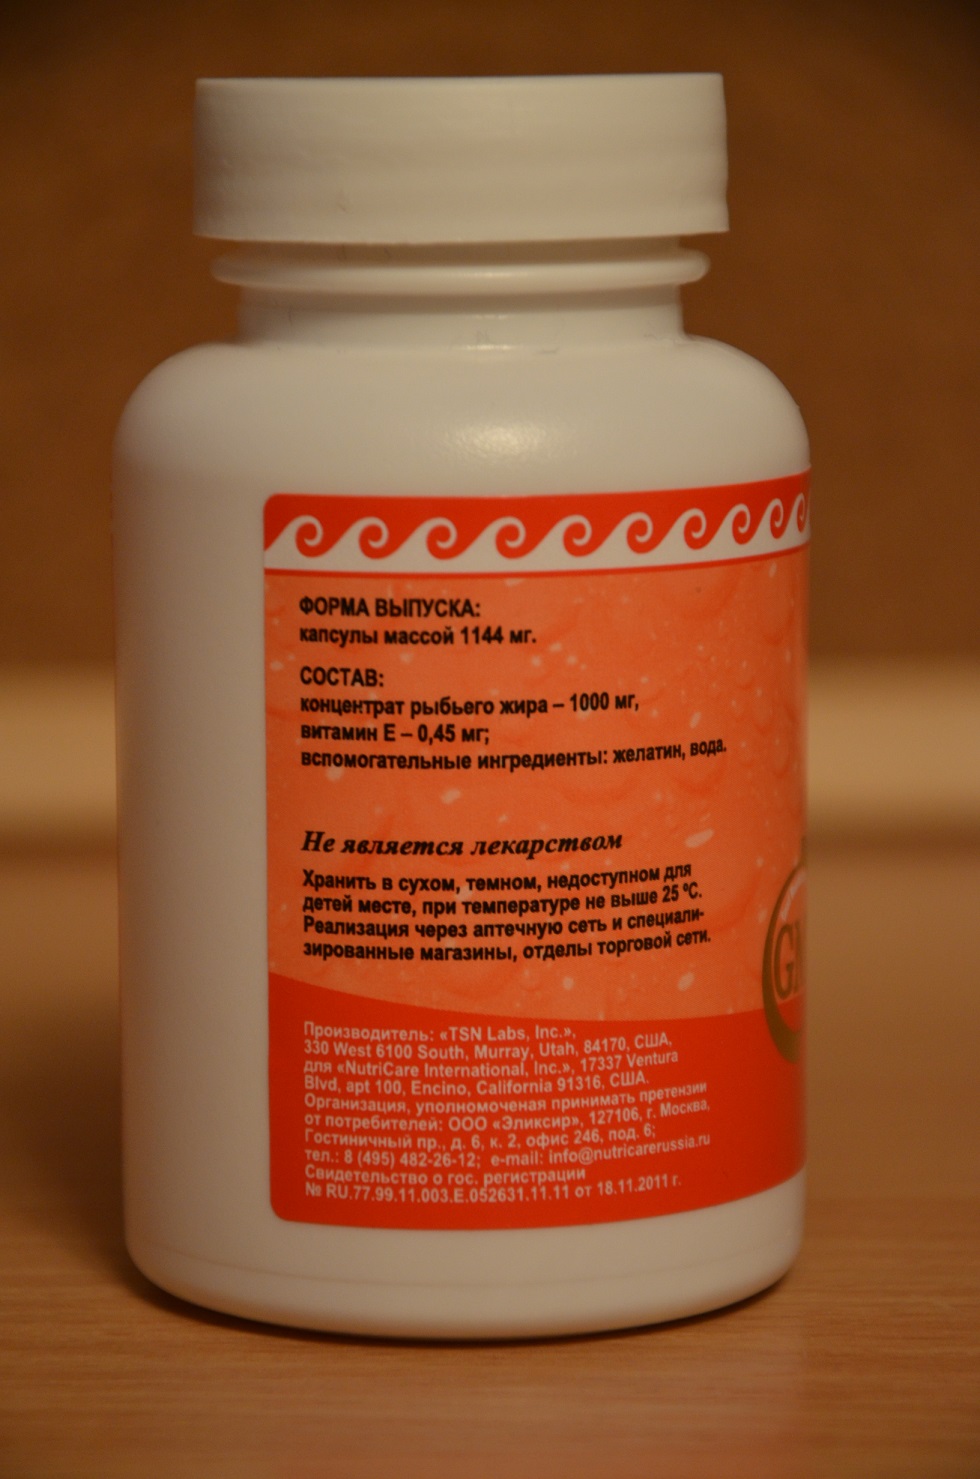 ФОРМА ВЫПУСКА:
капсулы массой 1144 мг.
СОСТАВ:
концентрат рыбьего жира – 1000 мг,
витамин Е – 0,45 мг;
вспомогательные ингредиенты: желатин, вода.
Не является лекарством
Хранить в сухом, темном, недоступном для
детей месте, при температуре не выше 25 ºС.
Реализация через аптечную сеть и специали-
зированные магазины, отделы торговой сети.
Производитель: «TSN Labs, Inc.»,
330 West 6100 South, Murray, Utah, 84170, США,
для «NutriCare International, Inc.», 17337 Ventura
Blvd, apt 100, Encino, California 91316, США.
Организация, уполномоченая принимать претензии
от потребителей: ООО «Эликсир», 127106, г. Москва,
Гостиничный пр., д. 6, к. 2, офис 246, под. 6;
тел.: 8 (495) 482-26-12; e-mail: info@nutricarerussia.ru
Свидетельство о гос. регистрации
№ RU.77.99.11.003.Е.052631.11.11 от 18.11.2011 г.